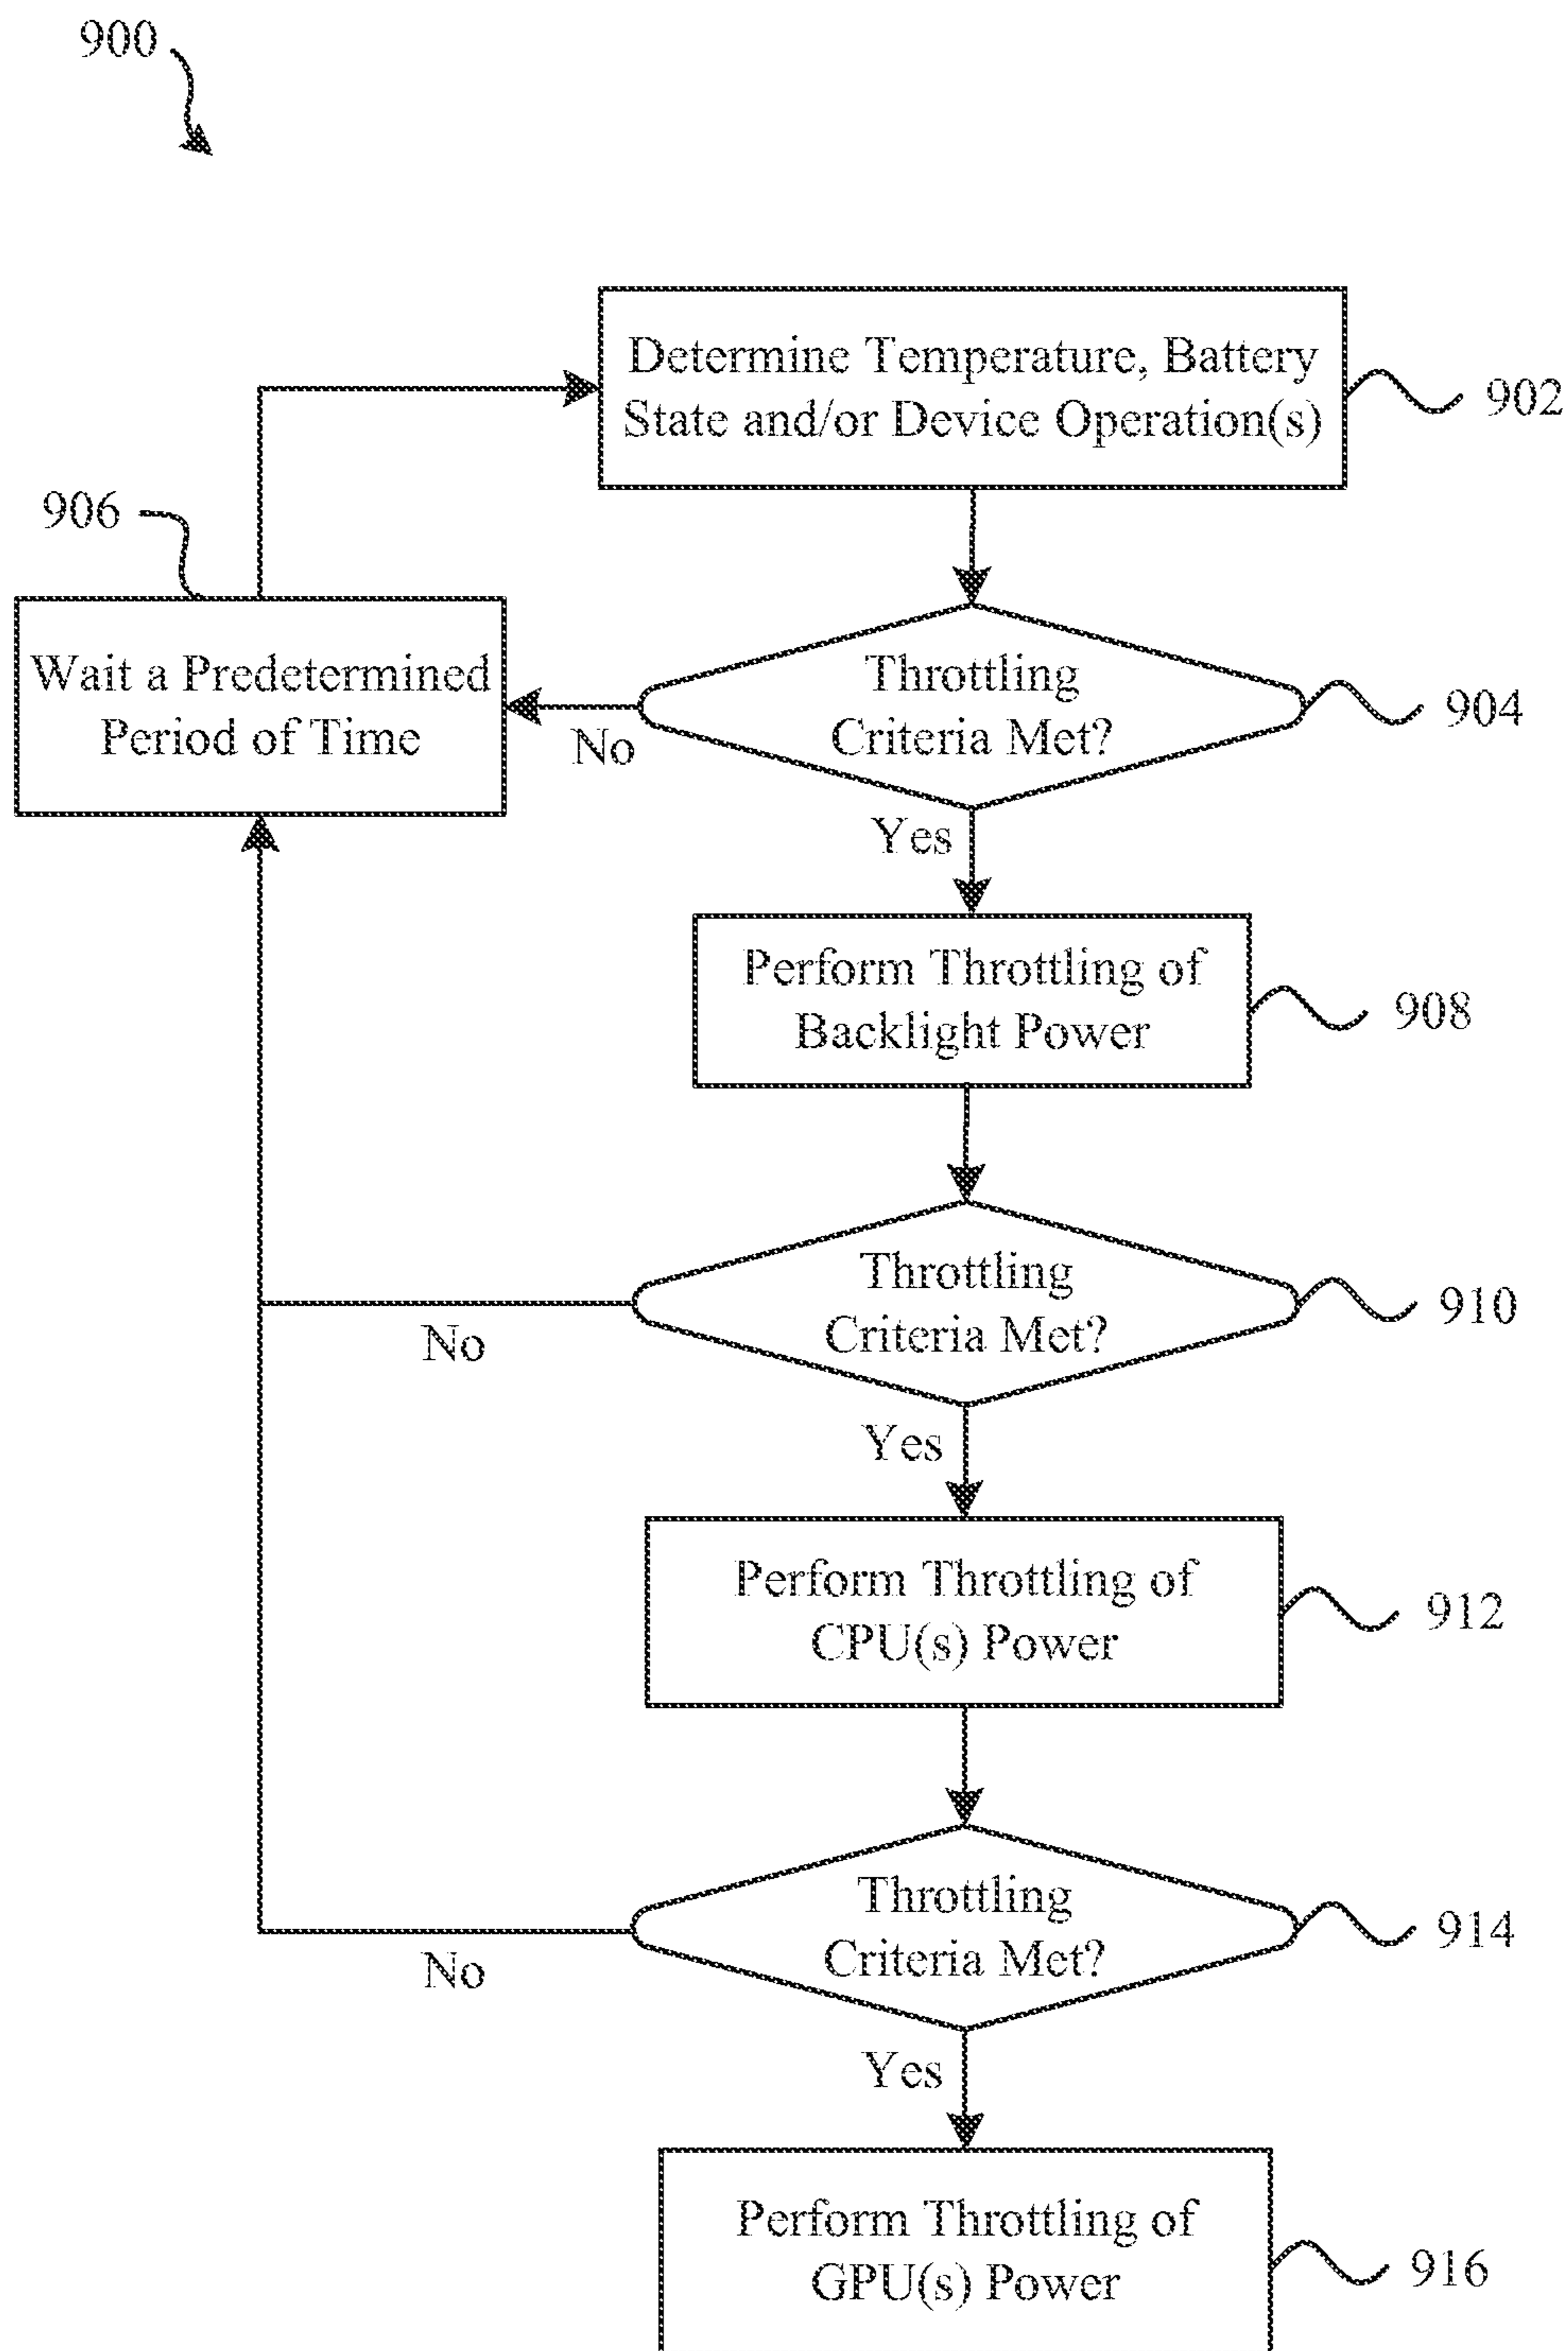 900
Determine Temperature, Battery
State and/or Device Operation(s)
902
906
Wait a Predetermined
Period of Time
Throttling
Criteria Met?
904
No
Yes
Perform Throttling of
Backlight Power
908
Throttling
Criteria Met?
910
No
Yes
Perform Throttling of
CPU(s) Power
912
Throttling
Criteria Met?
914
No
Yes
Perform Throttling of
GPU(s) Power
916